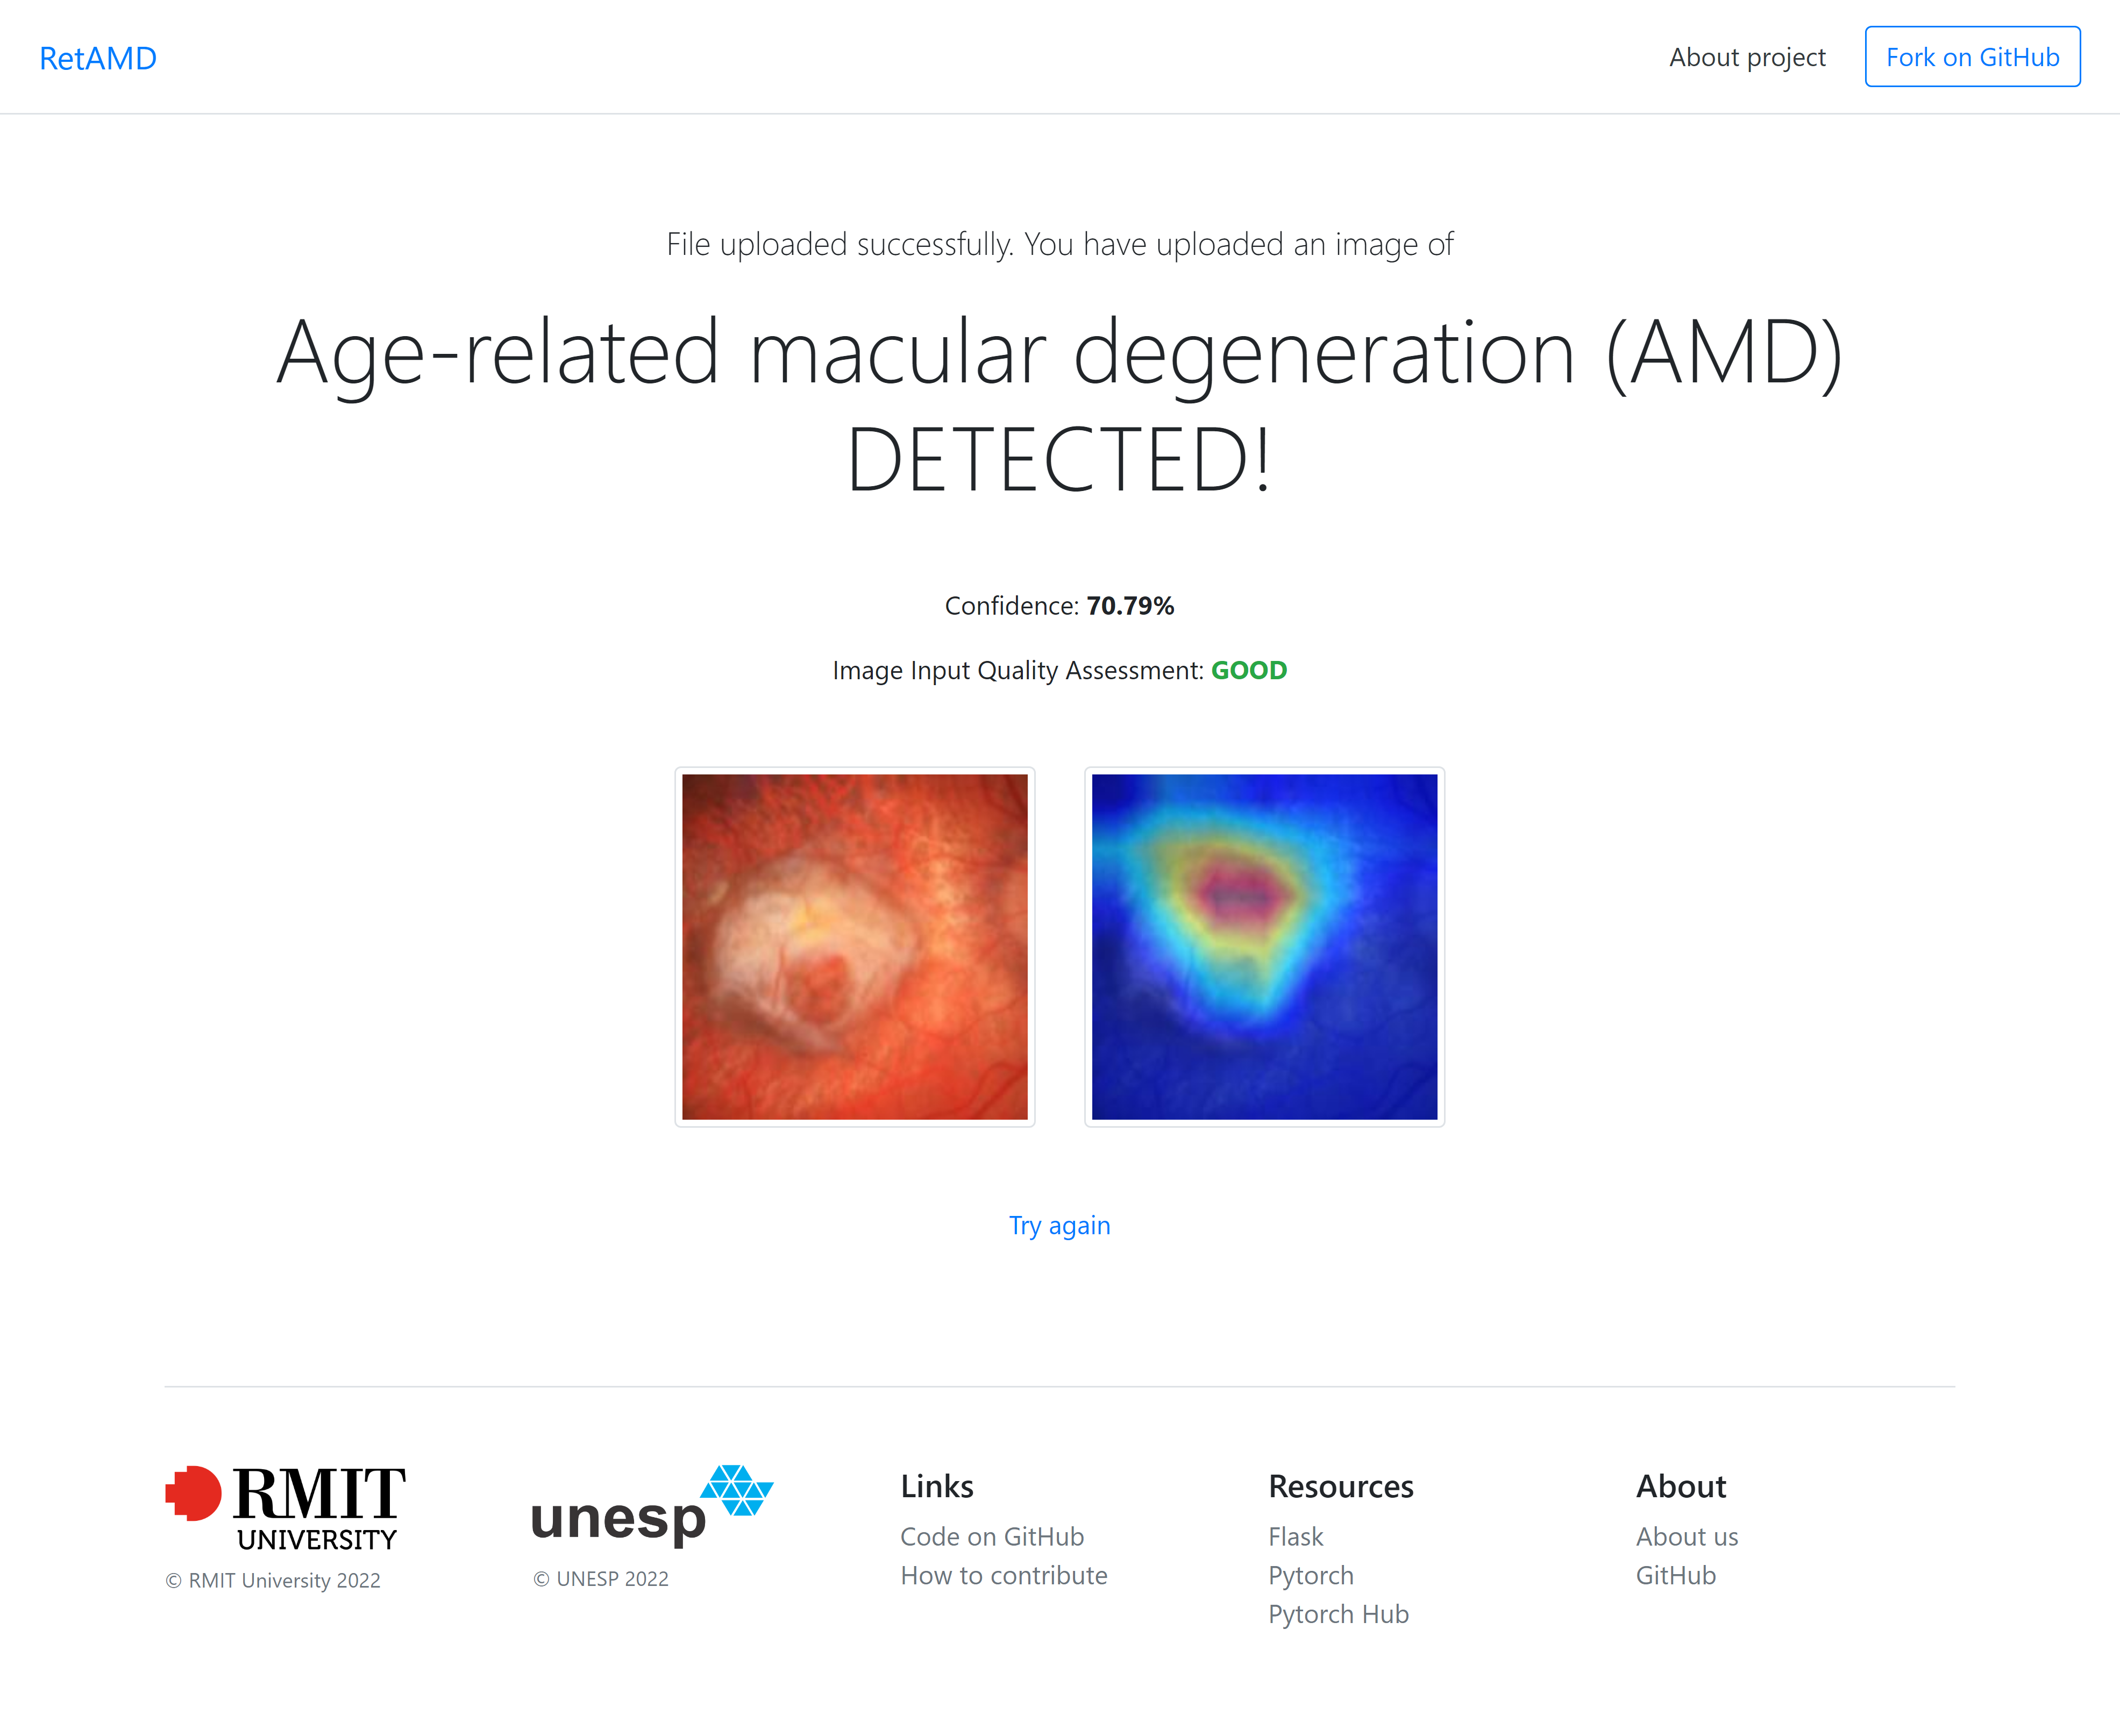 RetAMD
About project
Fork on GitHub
File uploaded successfully. You have uploaded an image of
Age-related macular degeneration (AMD)
DETECTED!
Confidence: 70.79%
Image Input Quality Assessment: GOOD
Try again
RMIT
UNIVERSITY
© RMIT University 2022
unesp
© UNESP 2022
Links
Code on GitHub
How to contribute
Resources
Flask
Pytorch
Pytorch Hub
About
About us
GitHub